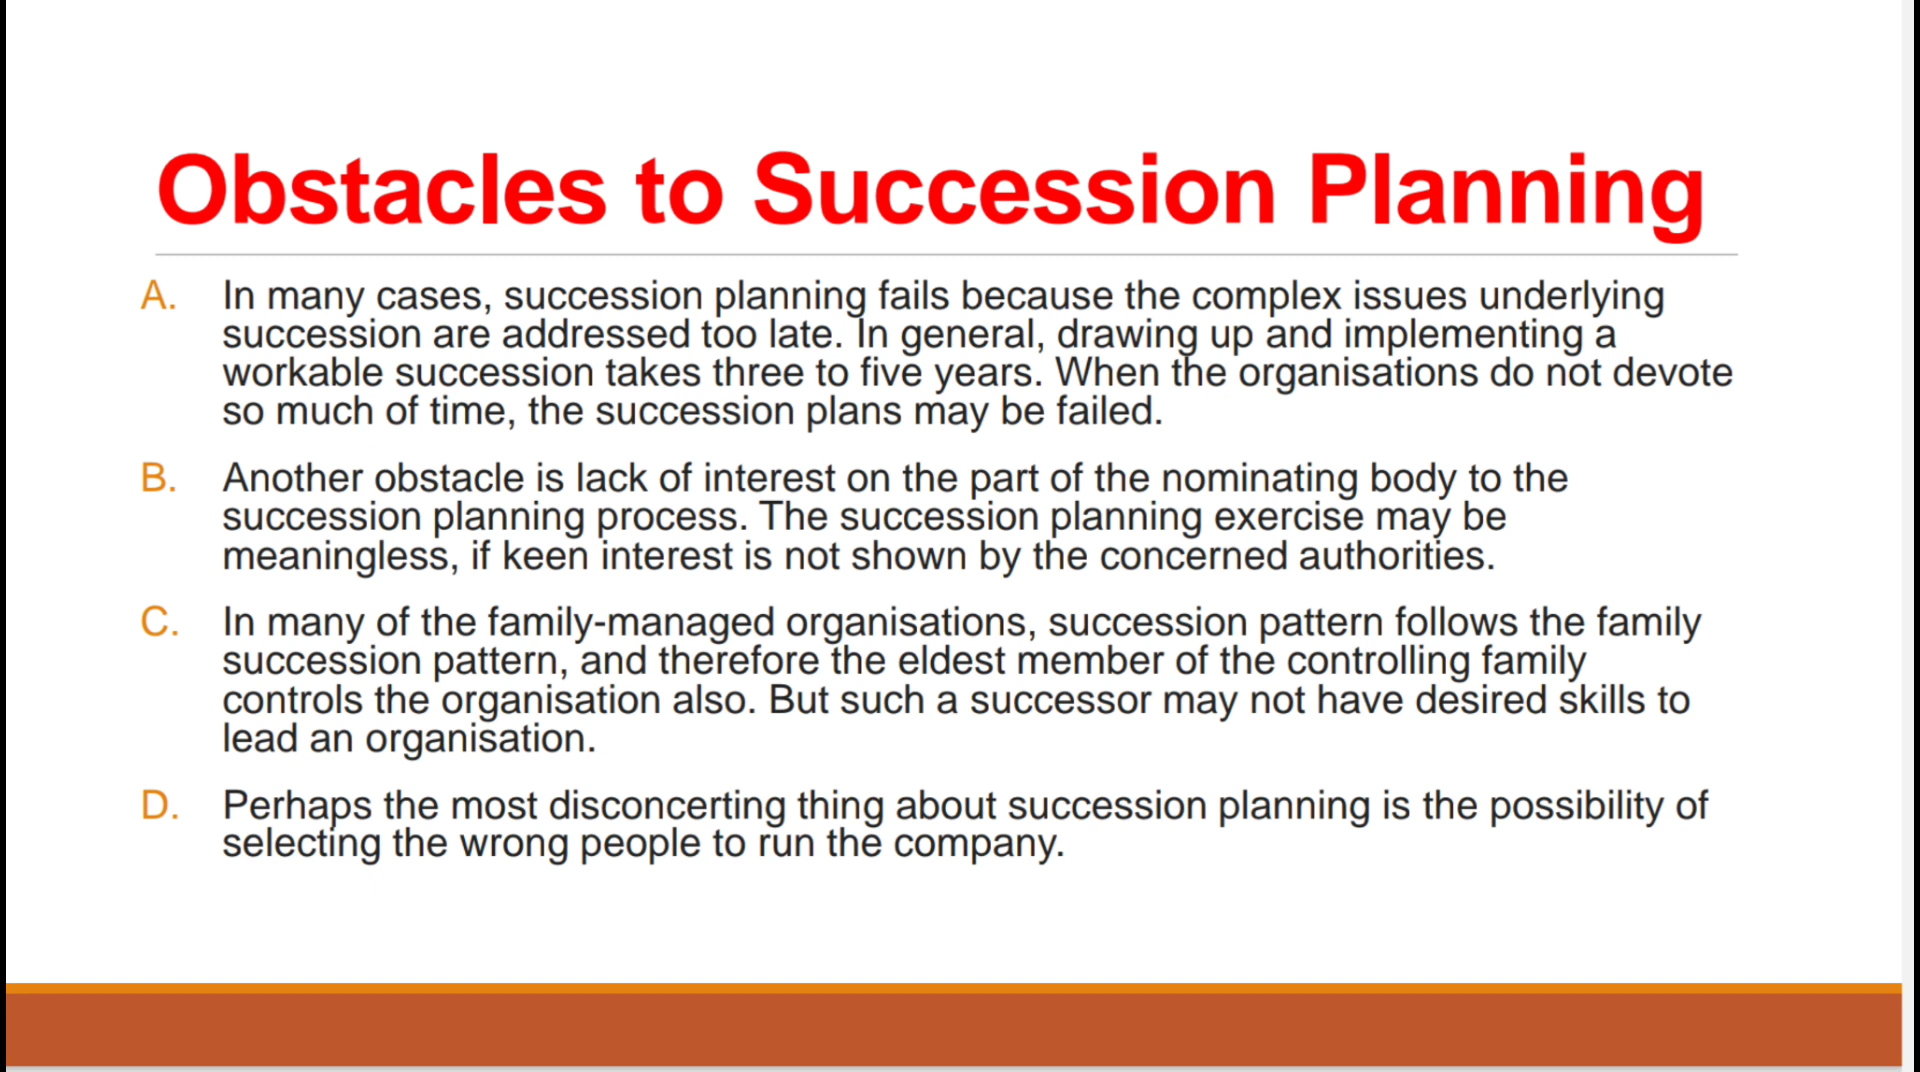 Obstacles to Succession Planning
A. In many cases, succession planning fails because the complex issues underlying
succession are addressed too late. In general, drawing up and implementing a
workable succession takes three to five years. When the organisations do not devote
so much of time, the succession plans may be failed.
B. Another obstacle is lack of interest on the part of the nominating body to the
succession planning process. The succession planning exercise may be
meaningless, if keen interest is not shown by the concerned authorities.
C. In many of the family-managed organisations, succession pattern follows the family
succession pattern, and therefore the eldest member of the controlling family
controls the organisation also. But such a successor may not have desired skills to
lead an organisation.
D. Perhaps the most disconcerting thing about succession planning is the possibility of
selecting the wrong people to run the company.